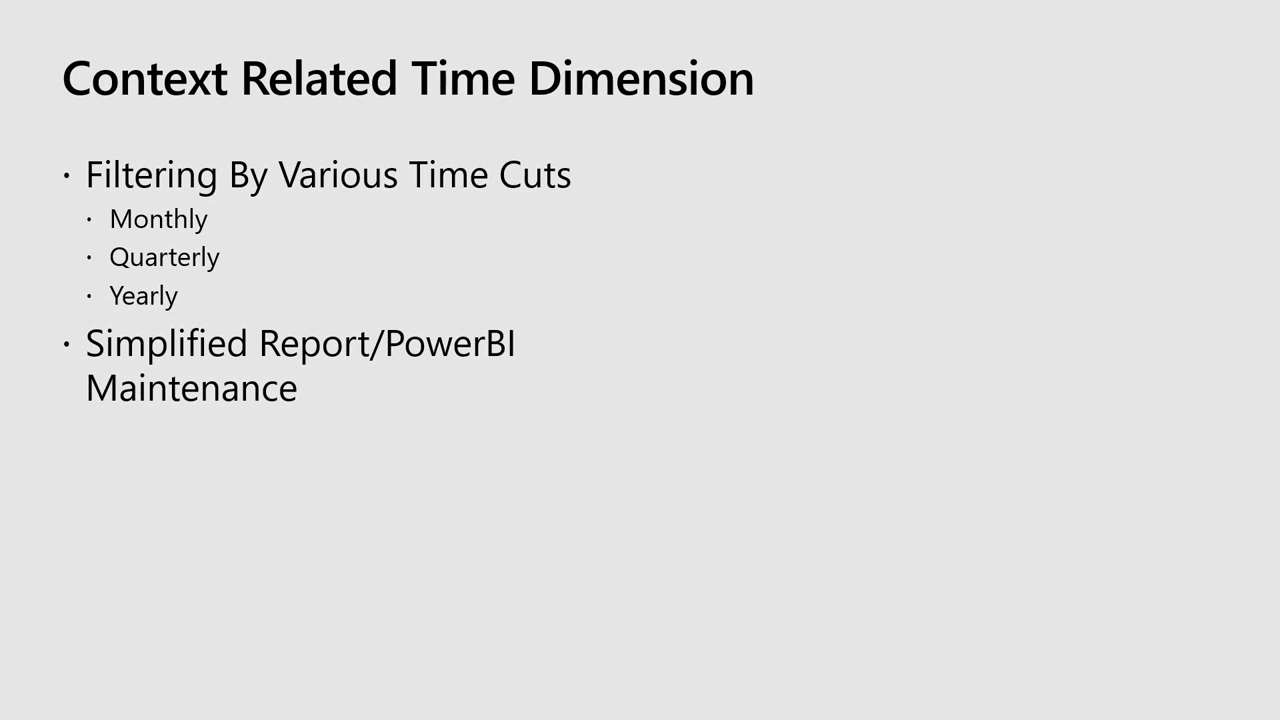 Context Related Time Dimension
· Filtering By Various Time Cuts
· Monthly
· Quarterly
· Yearly
· Simplified Report/PowerBI
Maintenance